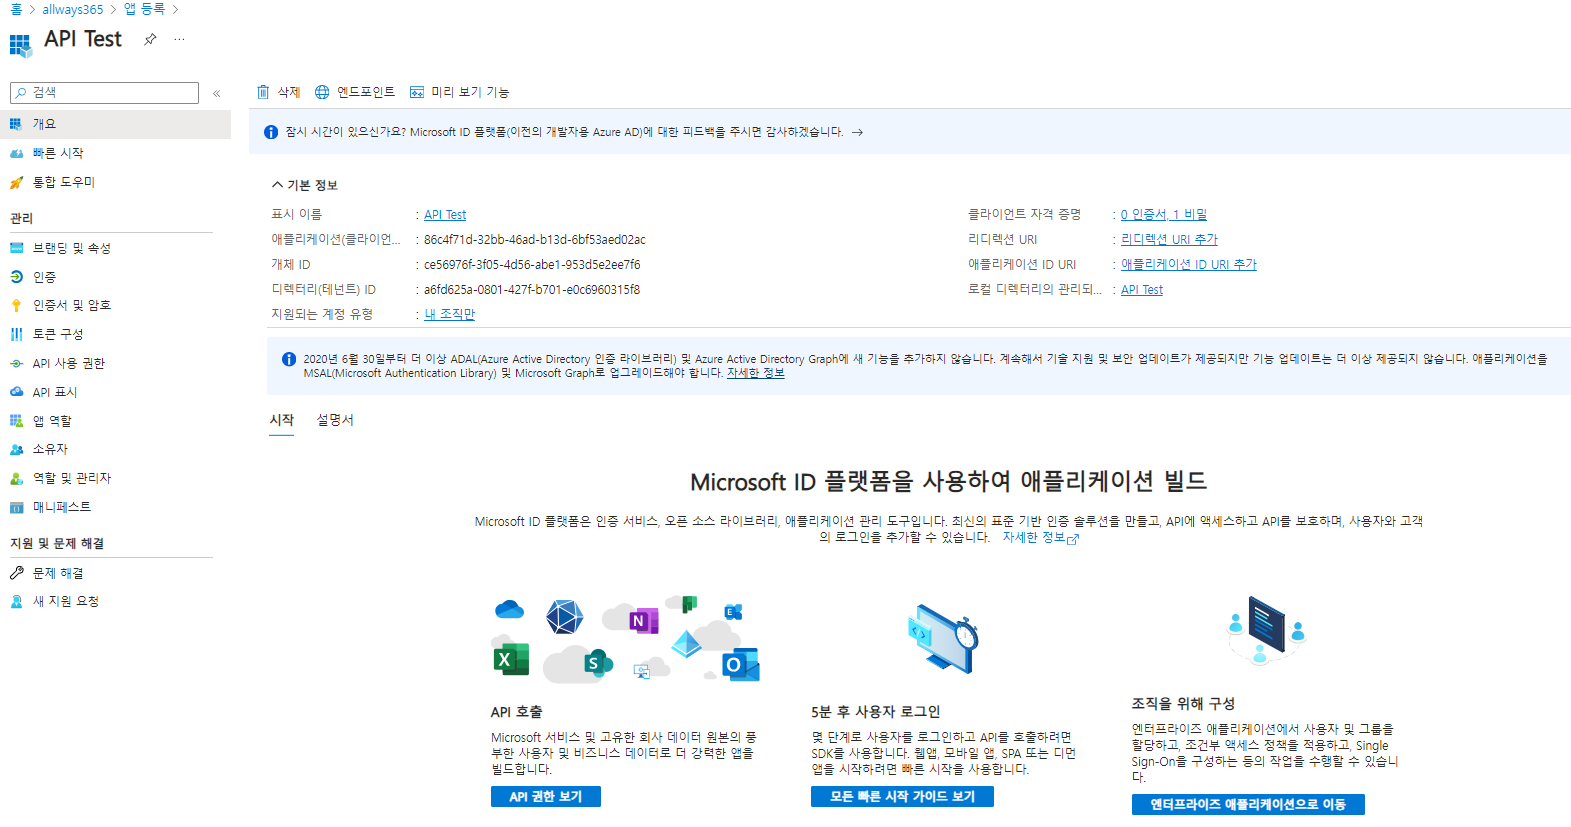 홈 > allways365 > 앱 등록 >
API Test
검색
«
개요
빠른 시작
통합 도우미
관리
브랜딩 및 속성
인증
인증서 및 암호
토큰 구성
API 사용 권한
API 표시
앱 역할
소유자
역할 및 관리자
매니페스트
지원 및 문제 해결
문제 해결
새 지원 요청
삭제 엔드포인트 미리 보기 기능
잠시 시간이 있으신가요? Microsoft ID 플랫폼(이전의 개발자용 Azure AD)에 대한 피드백을 주시면 감사하겠습니다. →
기본 정보
표시 이름 : API Test
애플리케이션(클라이언... : 86c4f71d-32bb-46ad-b13d-6bf53aed02ac
개체 ID : ce56976f-3f05-4d56-abe1-953d5e2ee7f6
디렉터리(테넌트) ID : a6fd625a-0801-427f-b701-e0c6960315f8
지원되는 계정 유형 : 내 조직만
클라이언트 자격 증명 : 0 인증서, 1 비밀
리디렉션 URI : 리디렉션 URI 추가
애플리케이션 ID URI : 애플리케이션 ID URI 추가
로컬 디렉터리의 관리되... : API Test
2020년 6월 30일부터 더 이상 ADAL(Azure Active Directory 인증 라이브러리) 및 Azure Active Directory Graph에 새 기능을 추가하지 않습니다. 계속해서 기술 지원 및 보안 업데이트가 제공되지만 기능 업데이트는 더 이상 제공되지 않습니다. 애플리케이션을
MSAL(Microsoft Authentication Library) 및 Microsoft Graph로 업그레이드해야 합니다. 자세한 정보
시작 설명서
Microsoft ID 플랫폼을 사용하여 애플리케이션 빌드
Microsoft ID 플랫폼은 인증 서비스, 오픈 소스 라이브러리, 애플리케이션 관리 도구입니다. 최신의 표준 기반 인증 솔루션을 만들고, API에 액세스하고 API를 보호하며, 사용자와 고객
의 로그인을 추가할 수 있습니다. 자세한 정보
N
E
X
S
O
API 호출
Microsoft 서비스 및 고유한 회사 데이터 원본의 풍
부한 사용자 및 비즈니스 데이터로 더 강력한 앱을
빌드합니다.
API 권한 보기
5분 후 사용자 로그인
몇 단계로 사용자를 로그인하고 API를 호출하려면
SDK를 사용합니다. 웹앱, 모바일 앱, SPA 또는 디먼
앱을 시작하려면 빠른 시작을 사용합니다.
모든 빠른 시작 가이드 보기
조직을 위해 구성
엔터프라이즈 애플리케이션에서 사용자 및 그룹을
할당하고, 조건부 액세스 정책을 적용하고, Single
Sign-On을 구성하는 등의 작업을 수행할 수 있습니
다.
엔터프라이즈 애플리케이션으로 이동